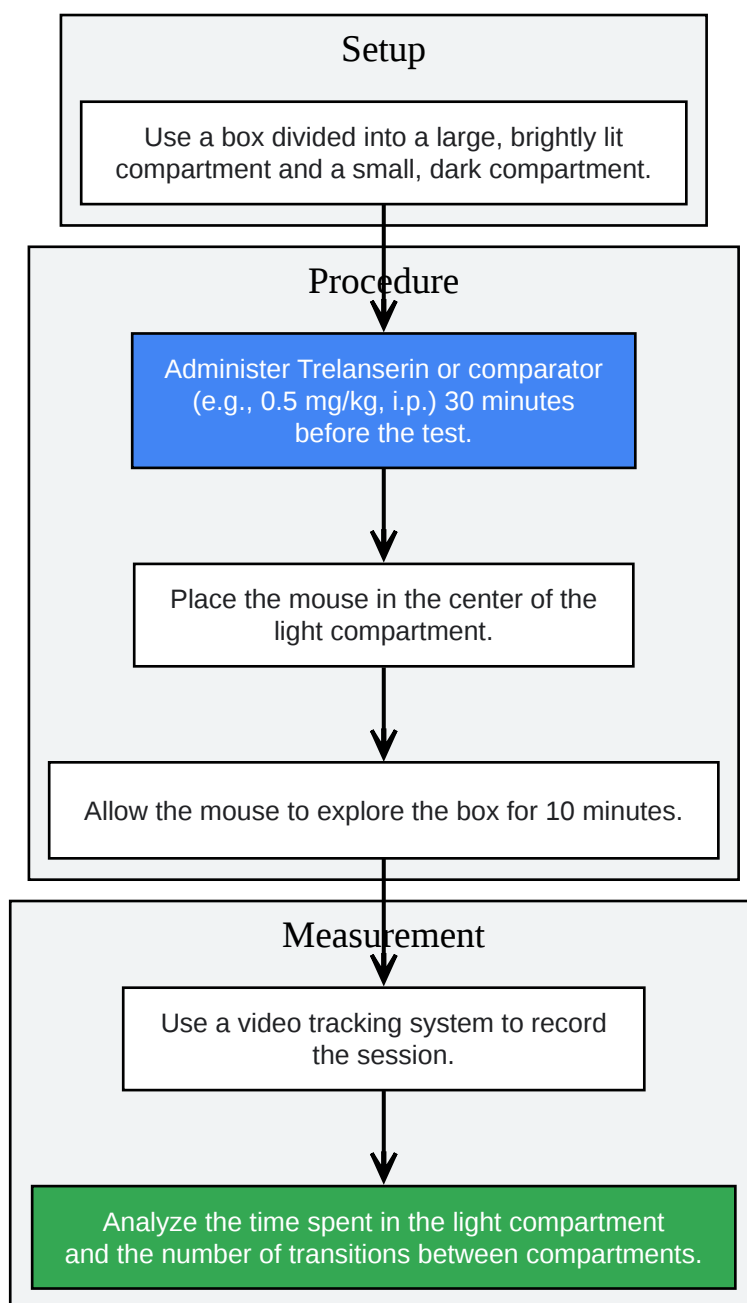 Setup
Use a box divided into a large, brightly lit
compartment and a small, dark compartment.
Procedure
Administer Trelanserin or comparator
(e.g., 0.5 mg/kg, i.p.) 30 minutes
before the test.
Place the mouse in the center of the
light compartment.
Allow the mouse to explore the box for 10 minutes.
Measurement
Use a video tracking system to record
the session.
Analyze the time spent in the light compartment
and the number of transitions between compartments.